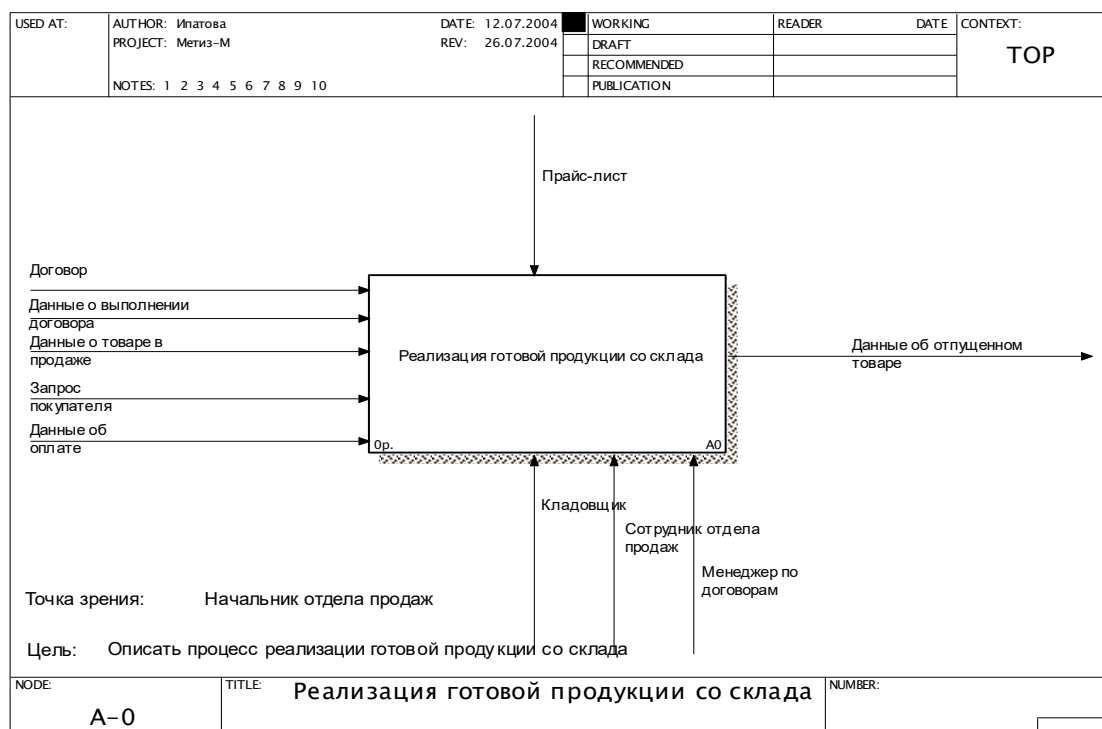 USED AT:
AUTHOR: Ипатова
DATE: 12.07.2004
WORKING
READER
DATE
CONTEXT:
PROJECT: Метиз-М
REV: 26.07.2004
DRAFT
TOP
RECOMMENDED
NOTES: 1 2 3 4 5 6 7 8 9 10
PUBLICATION
Прайс-лист
Договор
Данные о выполнении
договора
Данные о товаре в
продаже
Запрос
покупателя
Данные об
оплате
Реализация готовой продукции со склада
0р.
A0
Данные об отпущенном
товаре
Кладовщик
Сотрудник отдела
продаж
Менеджер по
договорам
Точка зрения: Начальник отдела продаж
Цель: Описать процесс реализации готовой продукции со склада
NODE:
TITLE:
Реализация готовой продукции со склада
NUMBER:
A-0